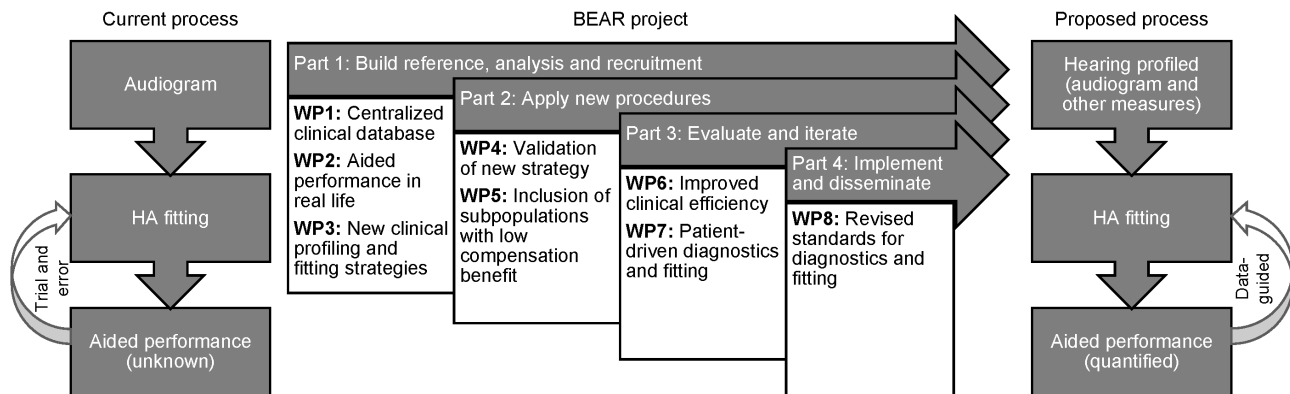 Current process
Audiogram
HA fitting
Trial and
error
Aided performance
(unknown)
BEAR project
Part 1: Build reference, analysis and recruitment
WP1: Centralized
clinical database
WP2: Aided
performance in
real life
WP3: New clinical
profiling and
fitting strategies
Part 2: Apply new procedures
WP4: Validation
of new strategy
WP5: Inclusion of
subpopulations
with low
compensation
benefit
Part 3: Evaluate and iterate
WP6: Improved
clinical efficiency
WP7: Patient-
driven diagnostics
and fitting
Part 4: Implement
and disseminate
WP8: Revised
standards for
diagnostics and
fitting
Proposed process
Hearing profiled
(audiogram and
other measures)
HA fitting
Data-
guided
Aided performance
(quantified)